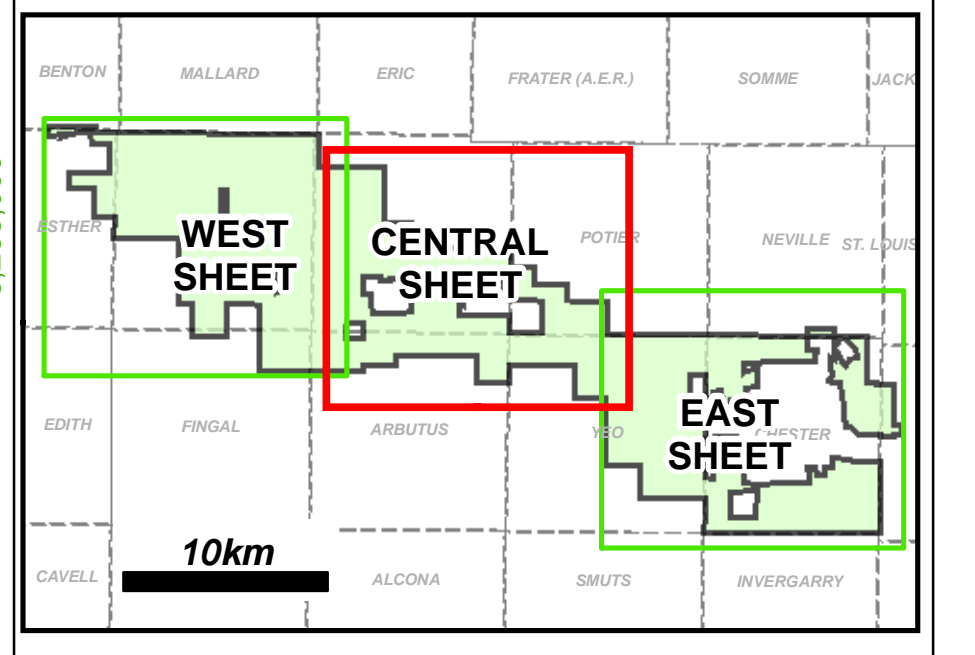 BENTON
MALLARD
ERIC
FRATER (A.E.R.)
SOMME
JACK
ESTHER
WEST
SHEET
CENTRAL
SHEET
POTIER
NEVILLE
ST. LOUIS
EDITH
FINGAL
ARBUTUS
YEO
EAST
SHEET
CHESTER
10km
CAVELL
ALCONA
SMUTS
INVERGARRY